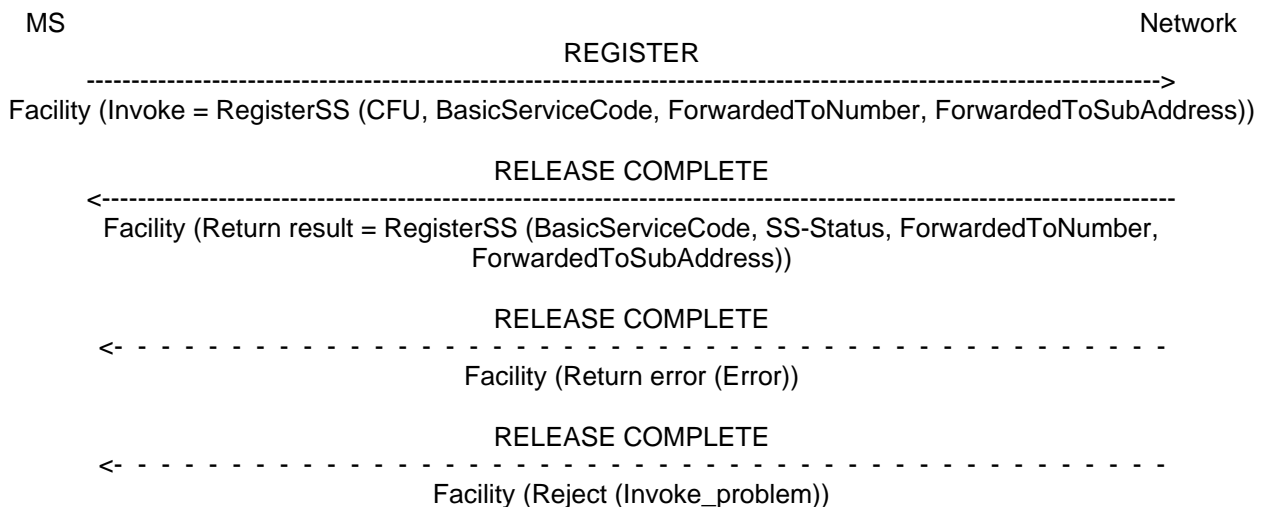 MS Network
REGISTER
Facility (Invoke = RegisterSS (CFU, BasicServiceCode, ForwardedToNumber, ForwardedToSubAddress))
RELEASE COMPLETE
Facility (Return result = RegisterSS (BasicServiceCode, SS-Status, ForwardedToNumber,
ForwardedToSubAddress))
RELEASE COMPLETE
Facility (Return error (Error))
RELEASE COMPLETE
Facility (Reject (Invoke_problem))